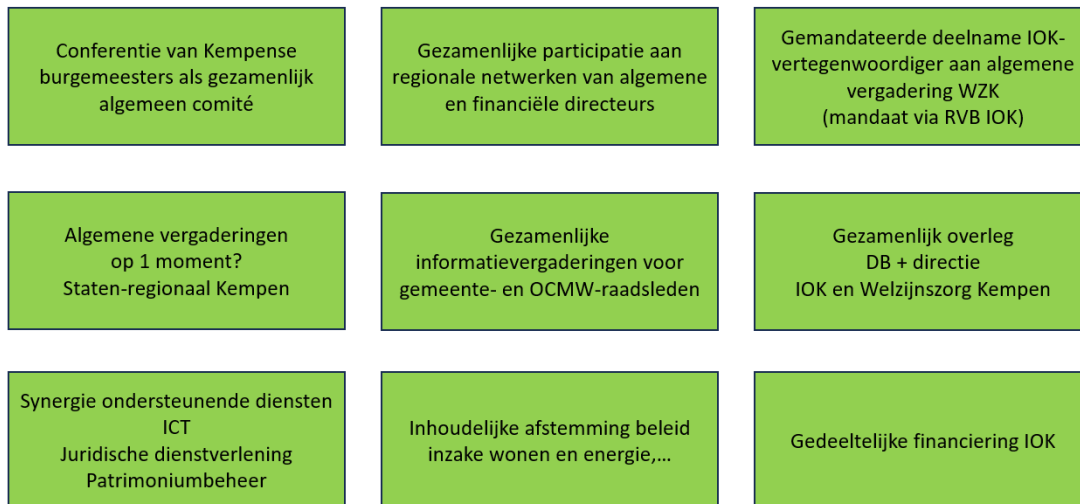 Conferentie van Kempense
burgemeesters als gezamenlijk
algemeen comité
Gezamenlijke participatie aan
regionale netwerken van algemene
en financiële directeurs
Gemandateerde deelname IOK-
vertegenwoordiger aan algemene
vergadering WZK
(mandaat via RVB IOK)
Algemene vergaderingen
op 1 moment?
Staten-regionaal Kempen
Gezamenlijke
informatievergaderingen voor
gemeente- en OCMW-raadsleden
Gezamenlijk overleg
DB + directie
IOK en Welzijnszorg Kempen
Synergie ondersteunende diensten
ICT
Juridische dienstverlening
Patrimoniumbeheer
Inhoudelijke afstemming beleid
inzake wonen en energie,...
Gedeeltelijke financiering IOK